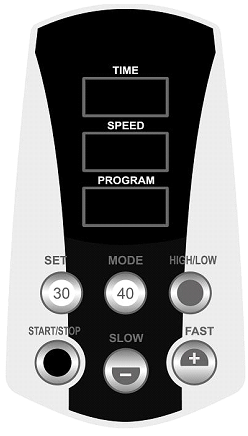 TIME
SPEED
PROGRAM
SET MODE HIGH/LOW
30 40
START/STOP SLOW FAST